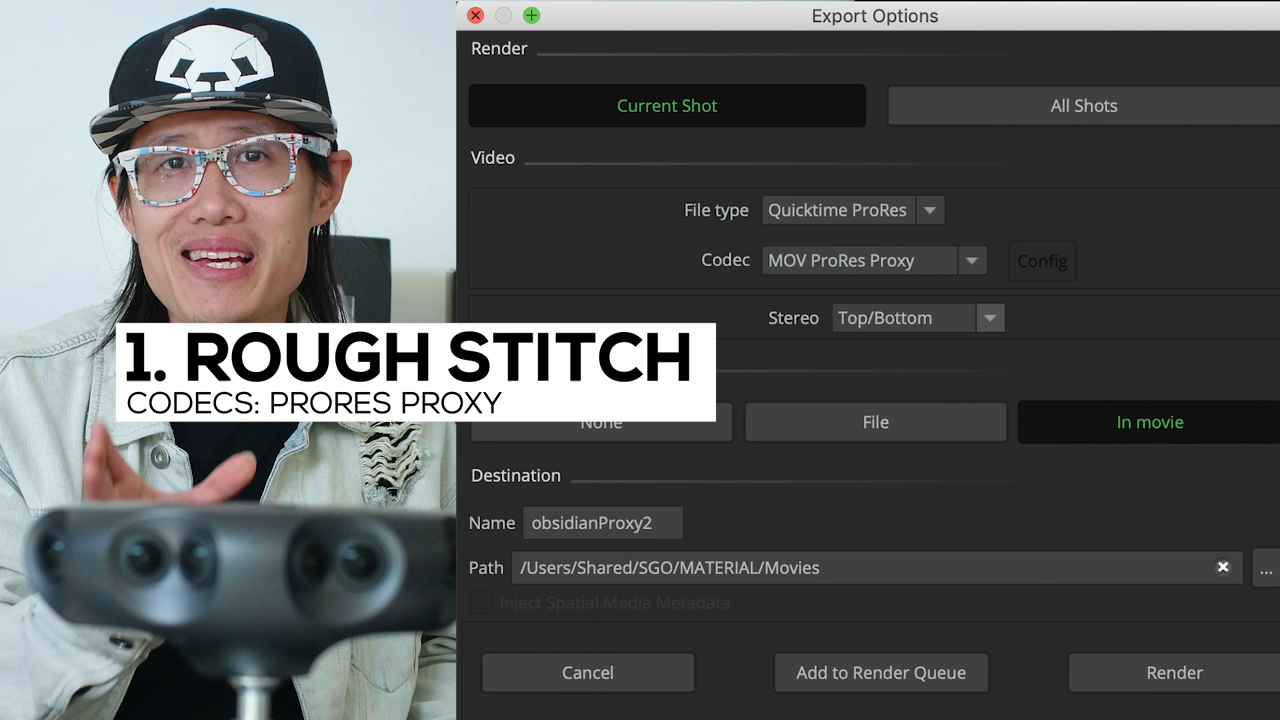 Export Options
Render
Current Shot
All Shots
Video
File type
Quicktime ProRes
Codec
MOV ProRes Proxy
Config
Stereo
Top/Bottom
1. ROUGH STITCH
CODECS: PRORES PROXY
None
File
In movie
Destination
Name
obsidianProxy2
Path
/Users/Shared/SGO/MATERIAL/Movies
...
Inject Spatial Media Metadata
Cancel
Add to Render Queue
Render